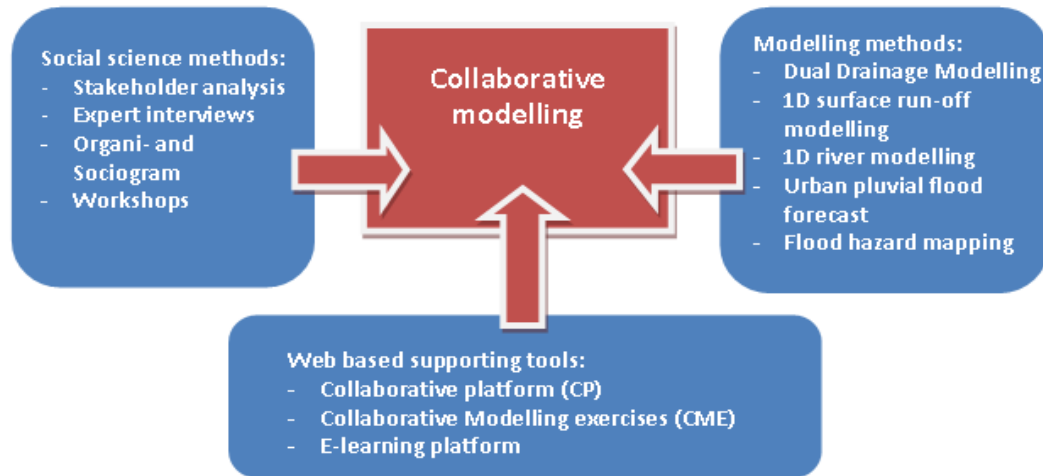 Social science methods:
- Stakeholder analysis
- Expert interviews
- Organi- and
Sociogram
- Workshops
Collaborative
modelling
Modelling methods:
- Dual Drainage Modelling
- 1D surface run-off
modelling
- 1D river modelling
- Urban pluvial flood
forecast
- Flood hazard mapping
Web based supporting tools:
- Collaborative platform (CP)
- Collaborative Modelling exercises (CME)
- E-learning platform